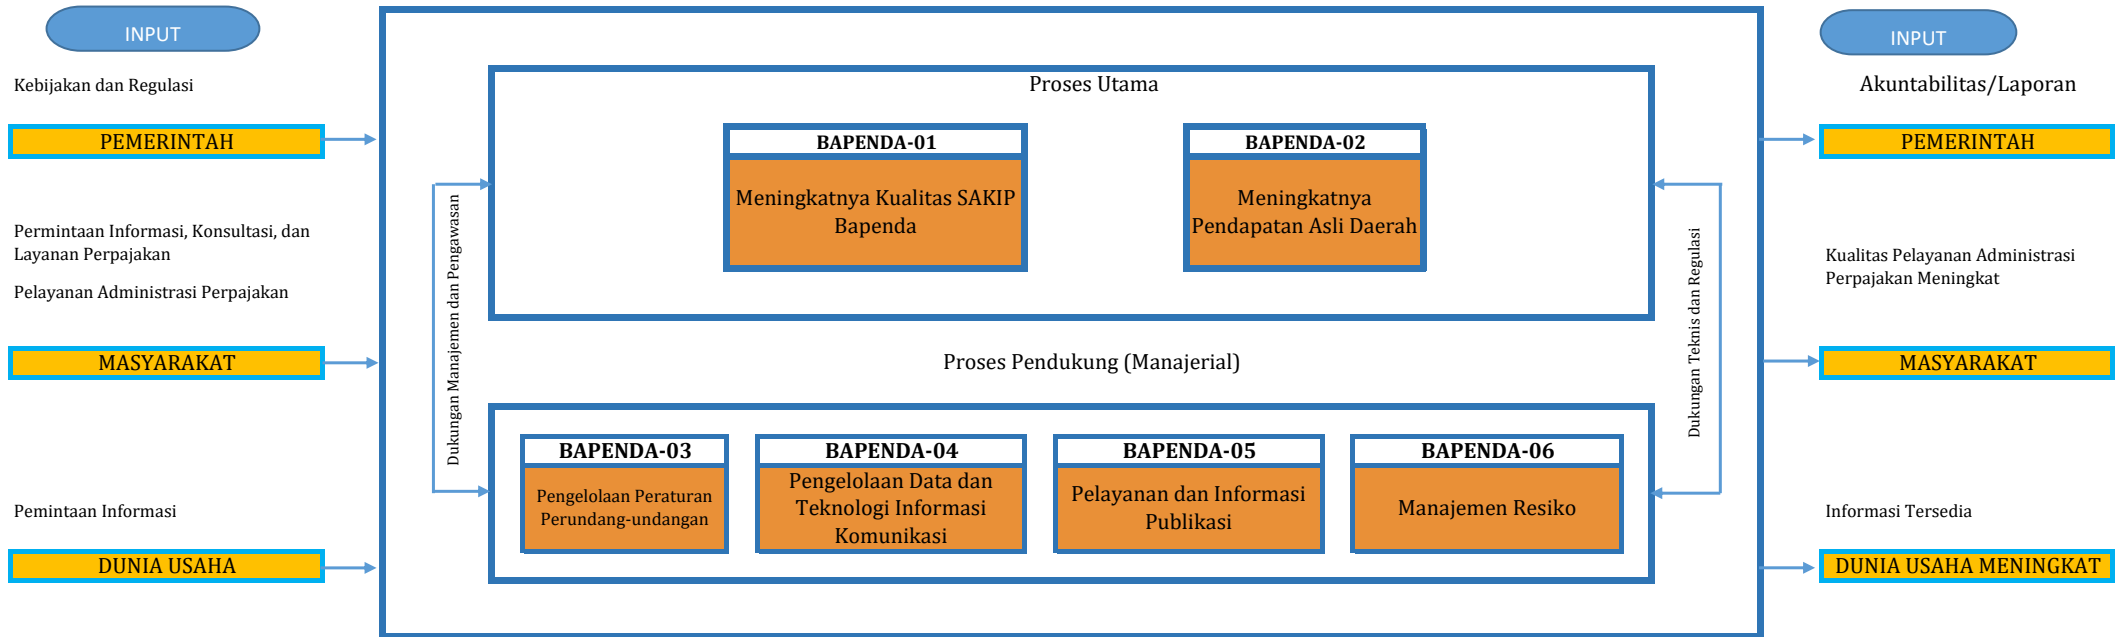 INPUT
Kebijakan dan Regulasi
PEMERINTAH
Permintaan Informasi, Konsultasi, dan
Layanan Perpajakan
Pelayanan Administrasi Perpajakan
MASYARAKAT
Pemintaan Informasi
DUNIA USAHA
Dukungan Manajemen dan Pengawasan
Proses Utama
BAPENDA-01
Meningkatnya Kualitas SAKIP
Bapenda
BAPENDA-02
Meningkatnya
Pendapatan Asli Daerah
Proses Pendukung (Manajerial)
BAPENDA-03
Pengelolaan Peraturan
Perundang-undangan
BAPENDA-04
Pengelolaan Data dan
Teknologi Informasi
Komunikasi
BAPENDA-05
Pelayanan dan Informasi
Publikasi
BAPENDA-06
Manajemen Resiko
Dukungan Teknis dan Regulasi
INPUT
Akuntabilitas/Laporan
PEMERINTAH
Kualitas Pelayanan Administrasi
Perpajakan Meningkat
MASYARAKAT
Informasi Tersedia
DUNIA USAHA MENINGKAT